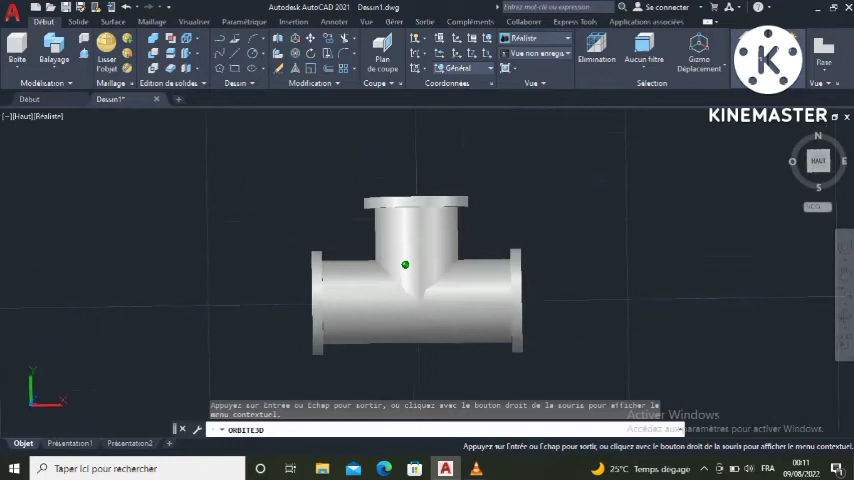 Autodesk AutoCAD 2021 Dessin1.dwg
Entrez mot-clé ou expression
Se connecter
Début Solide Surface Maillage Visualiser Paramétrique Insertion Annoter Vue Gérer Sortie Compléments Collaborer Express Tools Applications associées
Boîte Balayage Lisser l'objet Plan de coupe Réaliste Elimination Aucun filtre Gizmo Déplacement Base
Vue non enregis
Général
Modélisation Maillage Edition de solides Dessin Modification Coupe Coordonnées Vue Sélection Vue
Début Dessin1*
KINEMASTER
[−][Haut][Réaliste]
N
O HAUT E
S
SCG
Y
X
Appuyez sur Entrée ou Echap pour sortir, ou cliquez avec le bouton droit de la souris pour afficher le
menu contextuel.
Activer Windows
Accédez aux paramètres pour activer Windows.
ORBITE3D
Objet Présentation1 Présentation2 +
Appuyez sur Entrée ou Echap pour sortir, ou cliquez avec le bouton droit de la souris pour afficher le menu contextuel.
Taper ici pour rechercher
25°C Temps dégagé
FRA
00:11
09/08/2022